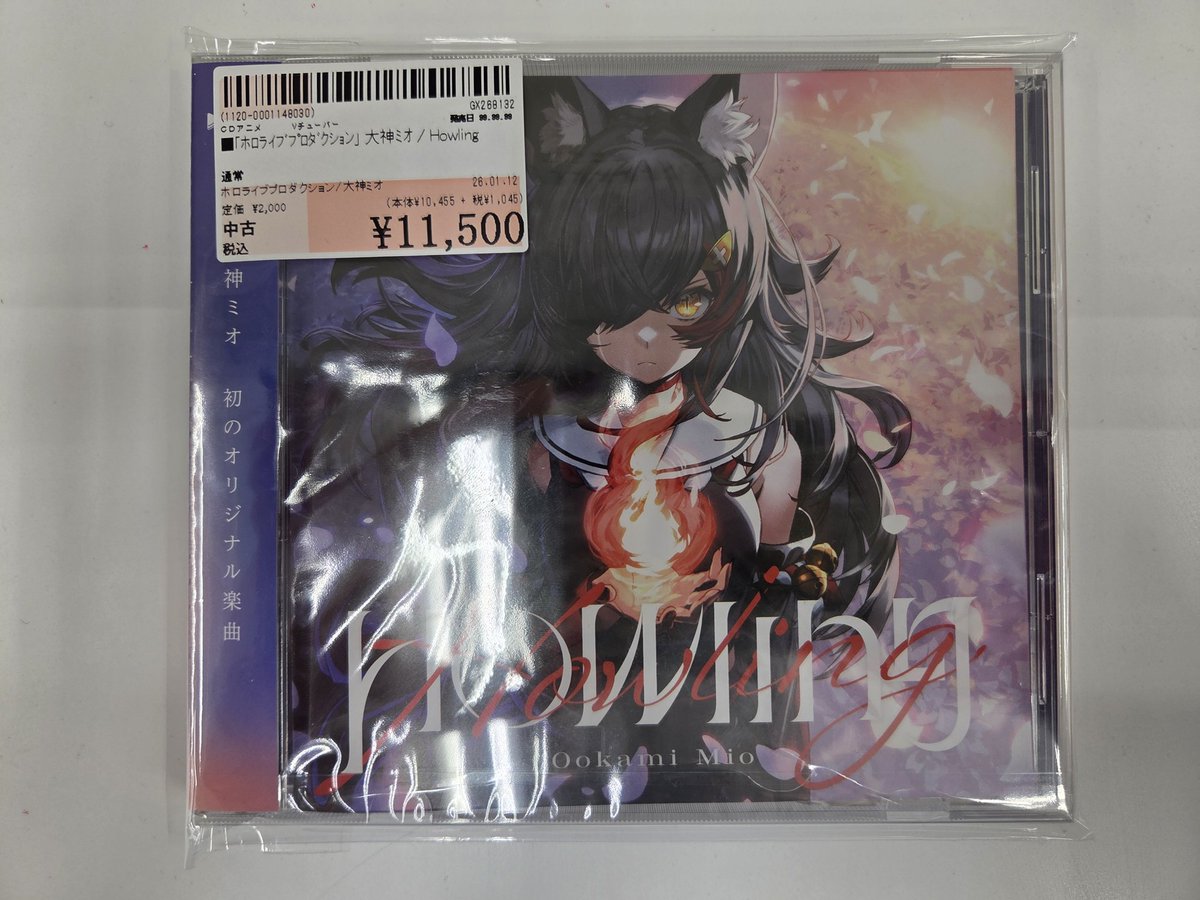 (1120-0001148030)
GX268132
CDアニメ Vチューバー
発売日 99.99.99
■「ホロライブプロダクション」 大神ミオ / Howling
通常
ホロライブプロダクション/大神ミオ
26.01.12
定価 ¥2,000
(本体¥10,455 + 税¥1,045)
中古
税込
¥11,500
神ミオ 初のオリジナル楽曲
Howling
Howling
Ookami Mio